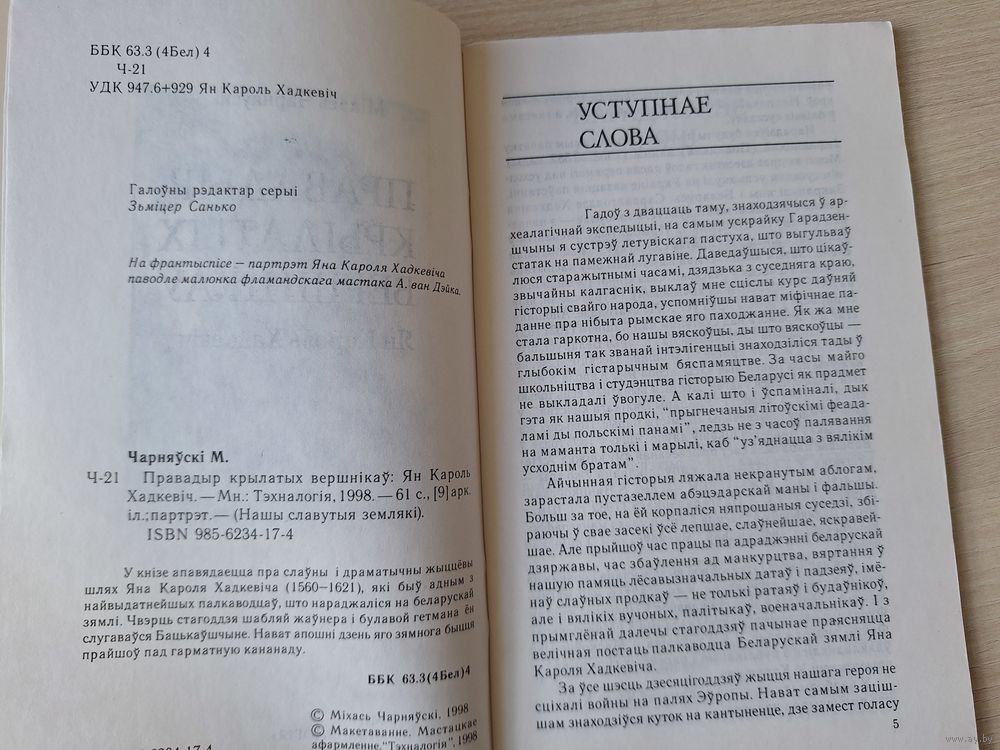 ББК 63.3 (4Бел) 4
Ч-21
УДК 947.6+929 Ян Кароль Хадкевіч
Галоўны рэдактар серыі
Зьміцер Санько
На франтыспісе – партрэт Яна Кароля Хадкевіча
паводле малюнка фламандскага мастака А. ван Дэйка.
Чарняўскі М.
Ч-21 Правадыр крылатых вершнікаў: Ян Кароль
Хадкевіч. — Мн.: Тэхналогія, 1998. — 61 с., [9] арк.
іл.; партрэт. — (Нашы славутыя землякі).
ISBN 985-6234-17-4
У кнізе апавядаецца пра слаўны і драматычны жыццёвы
шлях Яна Кароля Хадкевіча (1560—1621), які быў адным з
найвыдатнейшых палкаводцаў, што нараджаліся на беларускай
зямлі. Чвэрць стагоддзя шабляй жаўнера і булавой гетмана ён
слугаваўся Бацькаўшчыне. Нават апошні дзень яго зямнога быцця
прайшоў пад гарматную кананаду.
ББК 63.3(4Бел)4
© Міхась Чарняўскі. 1998
© Макетаванне. Мастацкае
афармленне. "Тэхналогія", 1998
6234-17-4
УСТУПНАЕ
СЛОВА
Гадоў з дваццаць таму, знаходзячыся ў ар-
хеалагічнай экспедыцыі, на самым ускрайку Гарадзен-
шчыны я сустрэў летувіскага пастуха, што выгульваў
статак на памежнай лугавіне. Даведаўшыся, што цікаў-
люся старажытнымі часамі, дзядзька з суседняга краю,
звычайны калгаснік, выклаў мне сціслы курс даўняй
гісторыі свайго народа, успомніўшы нават міфічнае па-
данне пра нібыта рымскае яго паходжанне. Як жа мне
стала гаркотна, бо нашы вяскоўцы, ды што вяскоўцы —
бальшыня так званай інтэлігенцыі знаходзіліся тады ў
глыбокім гістарычным бяспамяцтве. За часы майго
школьніцтва і студэнцтва гісторыю Беларусі як прадмет
не выкладалі ўвогуле. А калі што і ўспаміналі, дык
гэта як нашыя продкі, "прыгнечаныя літоўскімі феада-
ламі ды польскімі панамі", ледзь не з часоў палявання
на маманта толькі і марылі, каб "уз'яднацца з вялікім
усходнім братам".
Айчынная гісторыя ляжала некранутым аблогам,
зарастала пустазеллем абэцэдарскай маны і фальшы.
Больш за тое, на ёй корпаліся няпрошаныя суседзі, збі-
раючы ў свае засекі ўсё лепшае, слаўнейшае, яскравей-
шае. Але прыйшоў час працы па адраджэнні беларускай
дзяржавы, час збаўлення ад манкурцтва, вяртання ў
нашую памяць лёсавызначальных датаў і падзеяў, імё-
наў слаўных продкаў — не толькі ратаяў і будаўнікоў,
але і вялікіх вучоных, палітыкаў, военачальнікаў. І з
прымглёнай далечы стагоддзяў пачынае праясняцца
велічная постаць палкаводца Беларускай зямлі Яна
Кароля Хадкевіча.
За ўсе шэсць дзесяцігоддзяў жыцця нашага героя не
сціхалі войны на палях Эўропы. Нават самым заціш-
шам знаходзіўся куток на кантыненце, дзе замест голасу
5
www.ay.by